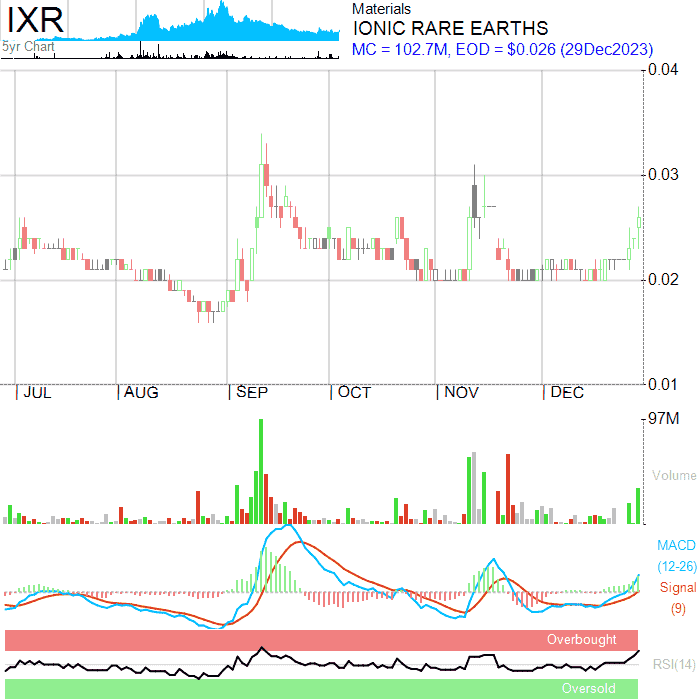 IXR
5yr Chart
Materials
IONIC RARE EARTHS
MC = 102.7M, EOD = $0.026 (29Dec2023)
0.04
0.03
0.02
0.01
JUL AUG SEP OCT NOV DEC
97M
Volume
MACD
(12-26)
Signal
(9)
Overbought
RSI(14)
Oversold